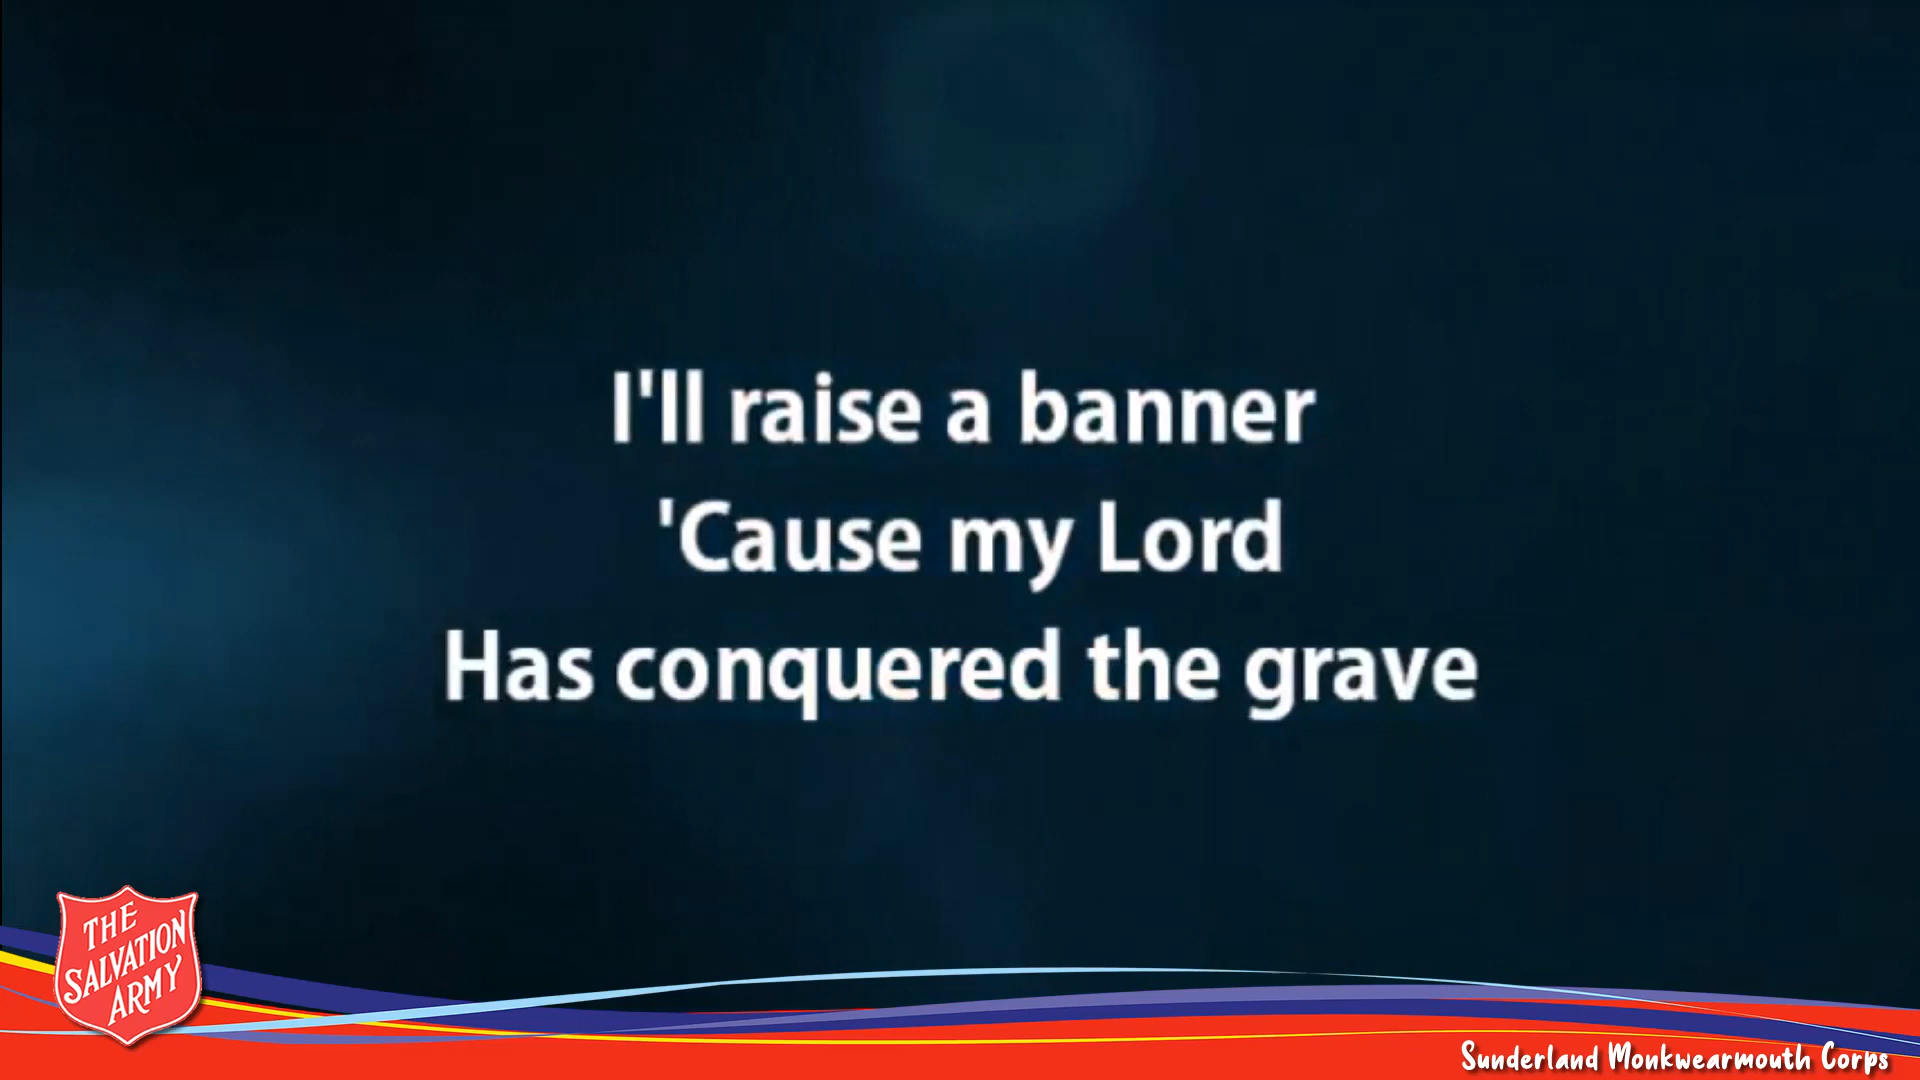 I'll raise a banner
'Cause my Lord
Has conquered the grave
THE
SALVATION
ARMY
Sunderland Monkwearmouth Corps